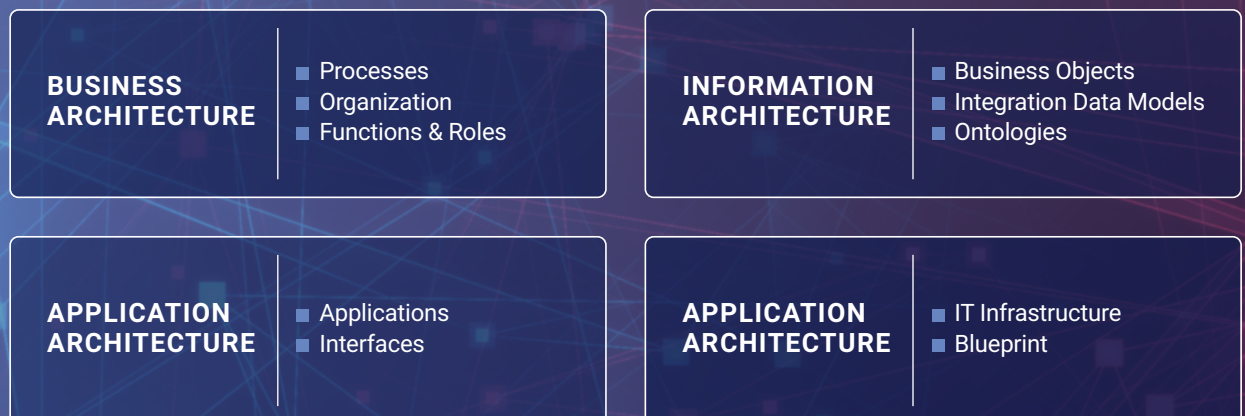 BUSINESS
ARCHITECTURE
Processes
Organization
Functions & Roles
INFORMATION
ARCHITECTURE
Business Objects
Integration Data Models
Ontologies
APPLICATION
ARCHITECTURE
Applications
Interfaces
APPLICATION
ARCHITECTURE
IT Infrastructure
Blueprint